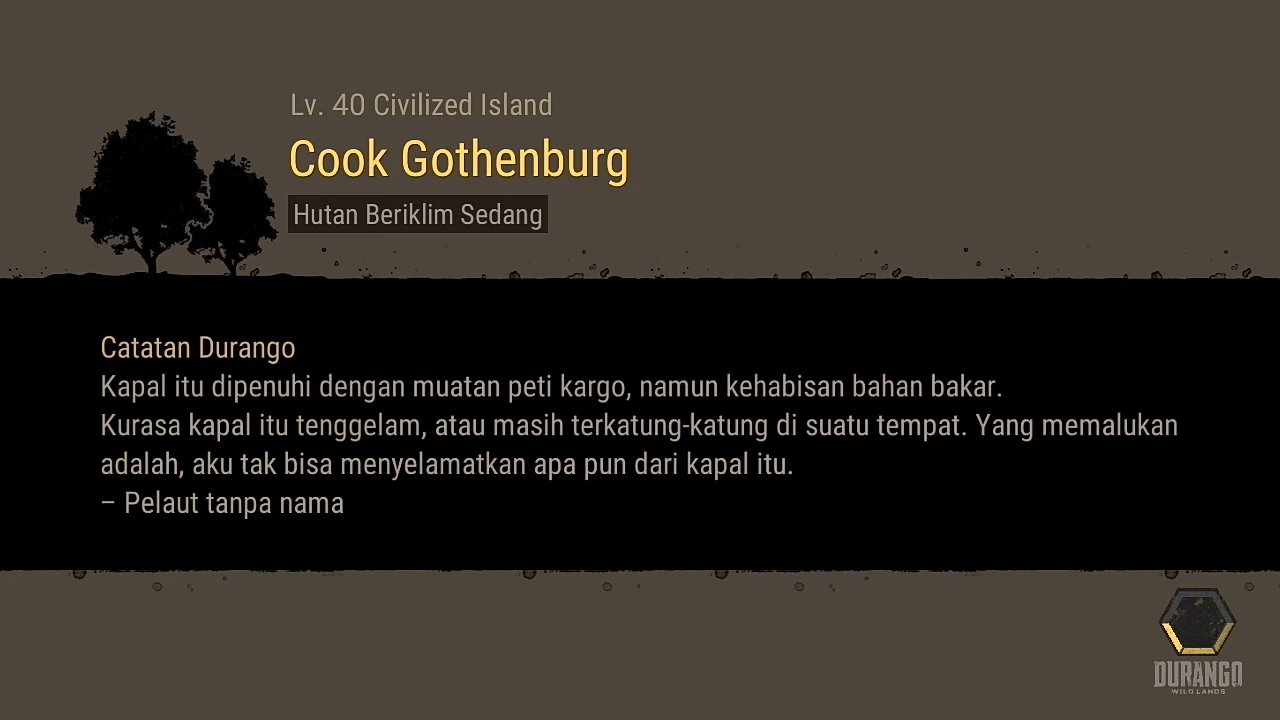 Lv. 40 Civilized Island
Cook Gothenburg
Hutan Beriklim Sedang
Catatan Durango
Kapal itu dipenuhi dengan muatan peti kargo, namun kehabisan bahan bakar.
Kurasa kapal itu tenggelam, atau masih terkatung-katung di suatu tempat. Yang memalukan
adalah, aku tak bisa menyelamatkan apa pun dari kapal itu.
– Pelaut tanpa nama
DURANGO
WILD LANDS